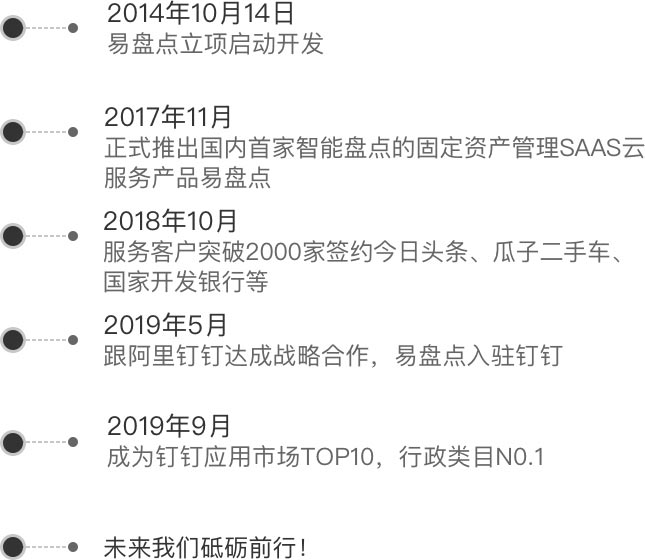 2014年10月14日
易盘点立项启动开发
2017年11月
正式推出国内首家智能盘点的固定资产管理SAAS云
服务产品易盘点
2018年10月
服务客户突破2000家签约今日头条、瓜子二手车、
国家开发银行等
2019年5月
跟阿里钉钉达成战略合作，易盘点入驻钉钉
2019年9月
成为钉钉应用市场TOP10，行政类目N0.1
未来我们砥砺前行！